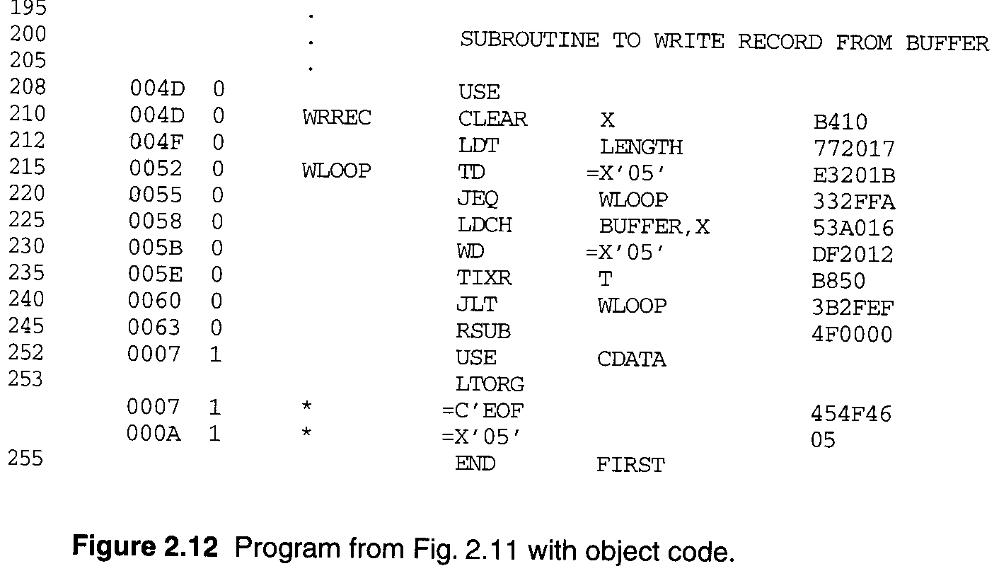 195 .
200 . SUBROUTINE TO WRITE RECORD FROM BUFFER
205 .
208 004D 0 USE
210 004D 0 WRREC CLEAR X B410
212 004F 0 LDT LENGTH 772017
215 0052 0 WLOOP TD =X'05' E3201B
220 0055 0 JEQ WLOOP 332FFA
225 0058 0 LDCH BUFFER,X 53A016
230 005B 0 WD =X'05' DF2012
235 005E 0 TIXR T B850
240 0060 0 JLT WLOOP 3B2FEF
245 0063 0 RSUB 4F0000
252 0007 1 USE CDATA
253 LTORG
0007 1 * =C'EOF 454F46
000A 1 * =X'05' 05
255 END FIRST
Figure 2.12 Program from Fig. 2.11 with object code.